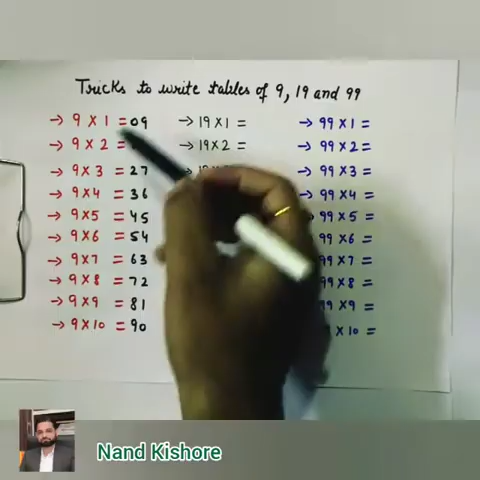 Tricks to write tables of 9, 19 and 99
→ 9 X 1 = 09 → 19 X 1 = → 99 X 1 =
→ 9 X 2 = → 19 X 2 = → 99 X 2 =
→ 9 X 3 = 27 → → 99 X 3 =
→ 9 X 4 = 36 → 99 X 4 =
→ 9 X 5 = 45 → 99 X 5 =
→ 9 X 6 = 54 99 X 6 =
→ 9 X 7 = 63 99 X 7 =
→ 9 X 8 = 72 99 X 8 =
→ 9 X 9 = 81 99 X 9 =
→ 9 X 10 = 90 X 10 =
Nand Kishore